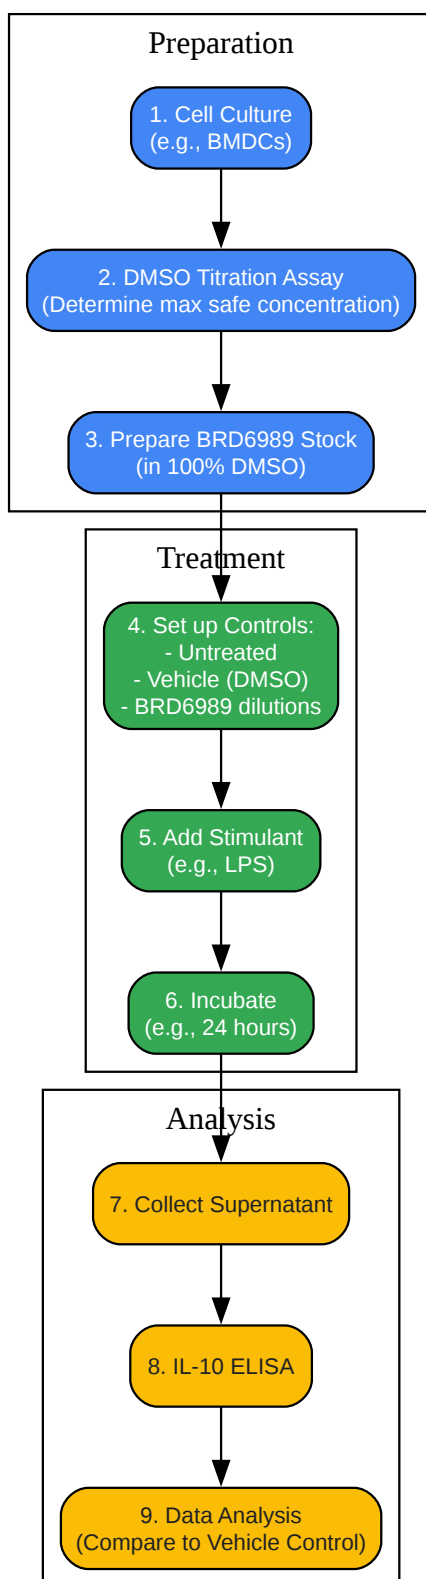 Preparation
1. Cell Culture
(e.g., BMDCs)
2. DMSO Titration Assay
(Determine max safe concentration)
3. Prepare BRD6989 Stock
(in 100% DMSO)
Treatment
4. Set up Controls:
- Untreated
- Vehicle (DMSO)
- BRD6989 dilutions
5. Add Stimulant
(e.g., LPS)
6. Incubate
(e.g., 24 hours)
Analysis
7. Collect Supernatant
8. IL-10 ELISA
9. Data Analysis
(Compare to Vehicle Control)